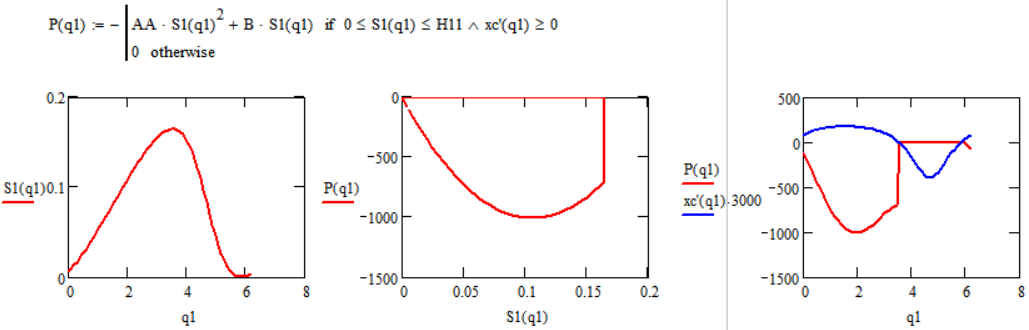 P(q1) := - | AA · S1(q1)² + B · S1(q1) if 0 ≤ S1(q1) ≤ H11 ∧ xc'(q1) ≥ 0
0 otherwise
0.2
S1(q1) 0.1
0
0 2 4 6 8
q1
0
−500
P(q1)
−1000
−1500
0 0.05 0.1 0.15 0.2
S1(q1)
500
0
P(q1)
−500
xc'(q1)·3000
−1000
−1500
0 2 4 6 8
q1